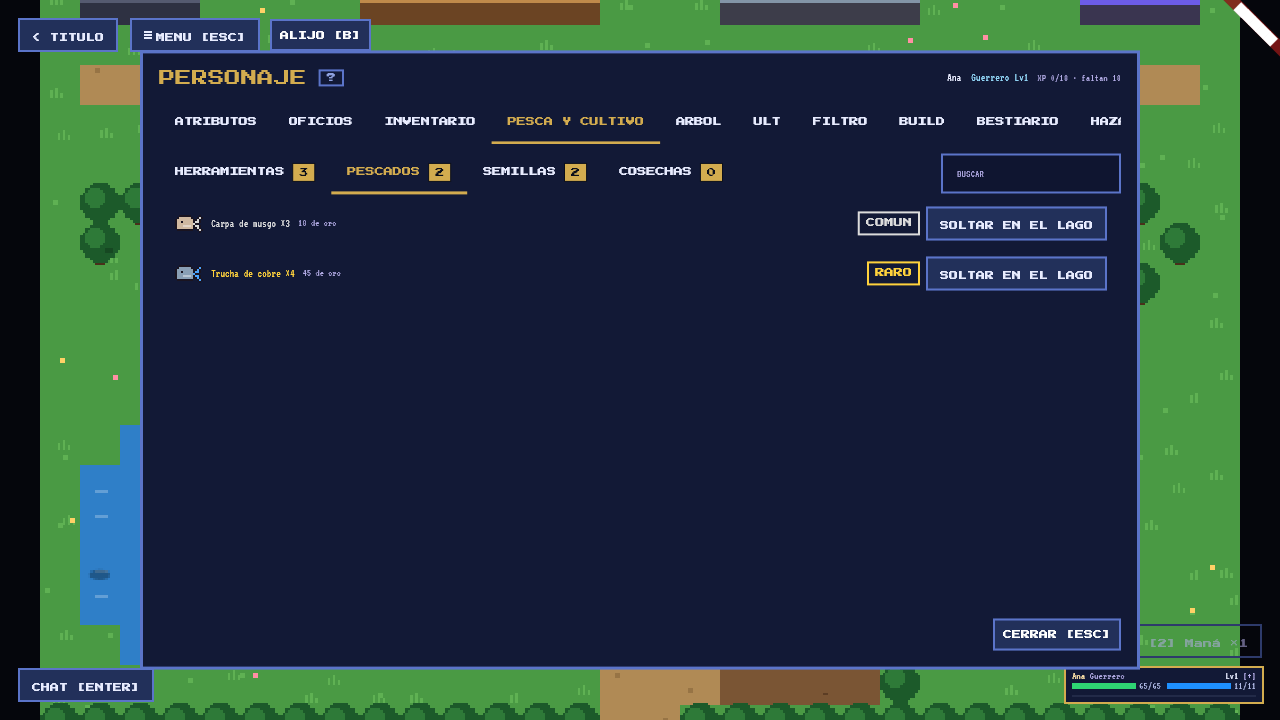 < TITULO
≡MENU [ESC]
ALIJO [B]
PERSONAJE
?
Ana Guerrero Lv1 XP 0/10 · faltan 10
ATRIBUTOS OFICIOS INVENTARIO PESCA Y CULTIVO ARBOL ULT FILTRO BUILD BESTIARIO HAZA
HERRAMIENTAS 3 PESCADOS 2 SEMILLAS 2 COSECHAS 0
BUSCAR
Carpa de musgo X3 10 de oro COMUN SOLTAR EN EL LAGO
Trucha de cobre X4 45 de oro RARO SOLTAR EN EL LAGO
CERRAR [ESC]
[2] Maná ×1
CHAT [ENTER]
Ana Guerrero Lv1 [+]
65/65 11/11